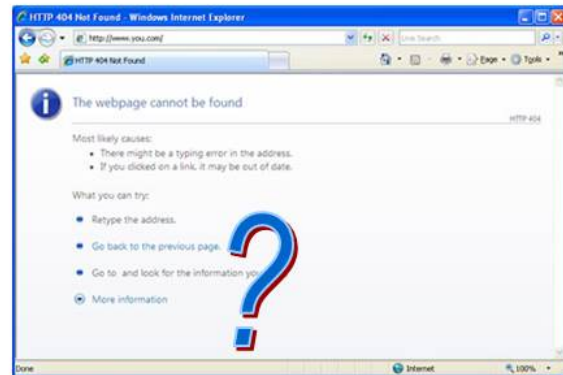 HTTP 404 Not Found - Windows Internet Explorer
http://www.you.com/
Live Search
HTTP 404 Not Found
Page
Tools
The webpage cannot be found
HTTP 404
Most likely causes:
There might be a typing error in the address.
If you clicked on a link, it may be out of date.
What you can try:
Retype the address.
Go back to the previous page.
Go to and look for the information you
More information
?
Done
Internet
100%